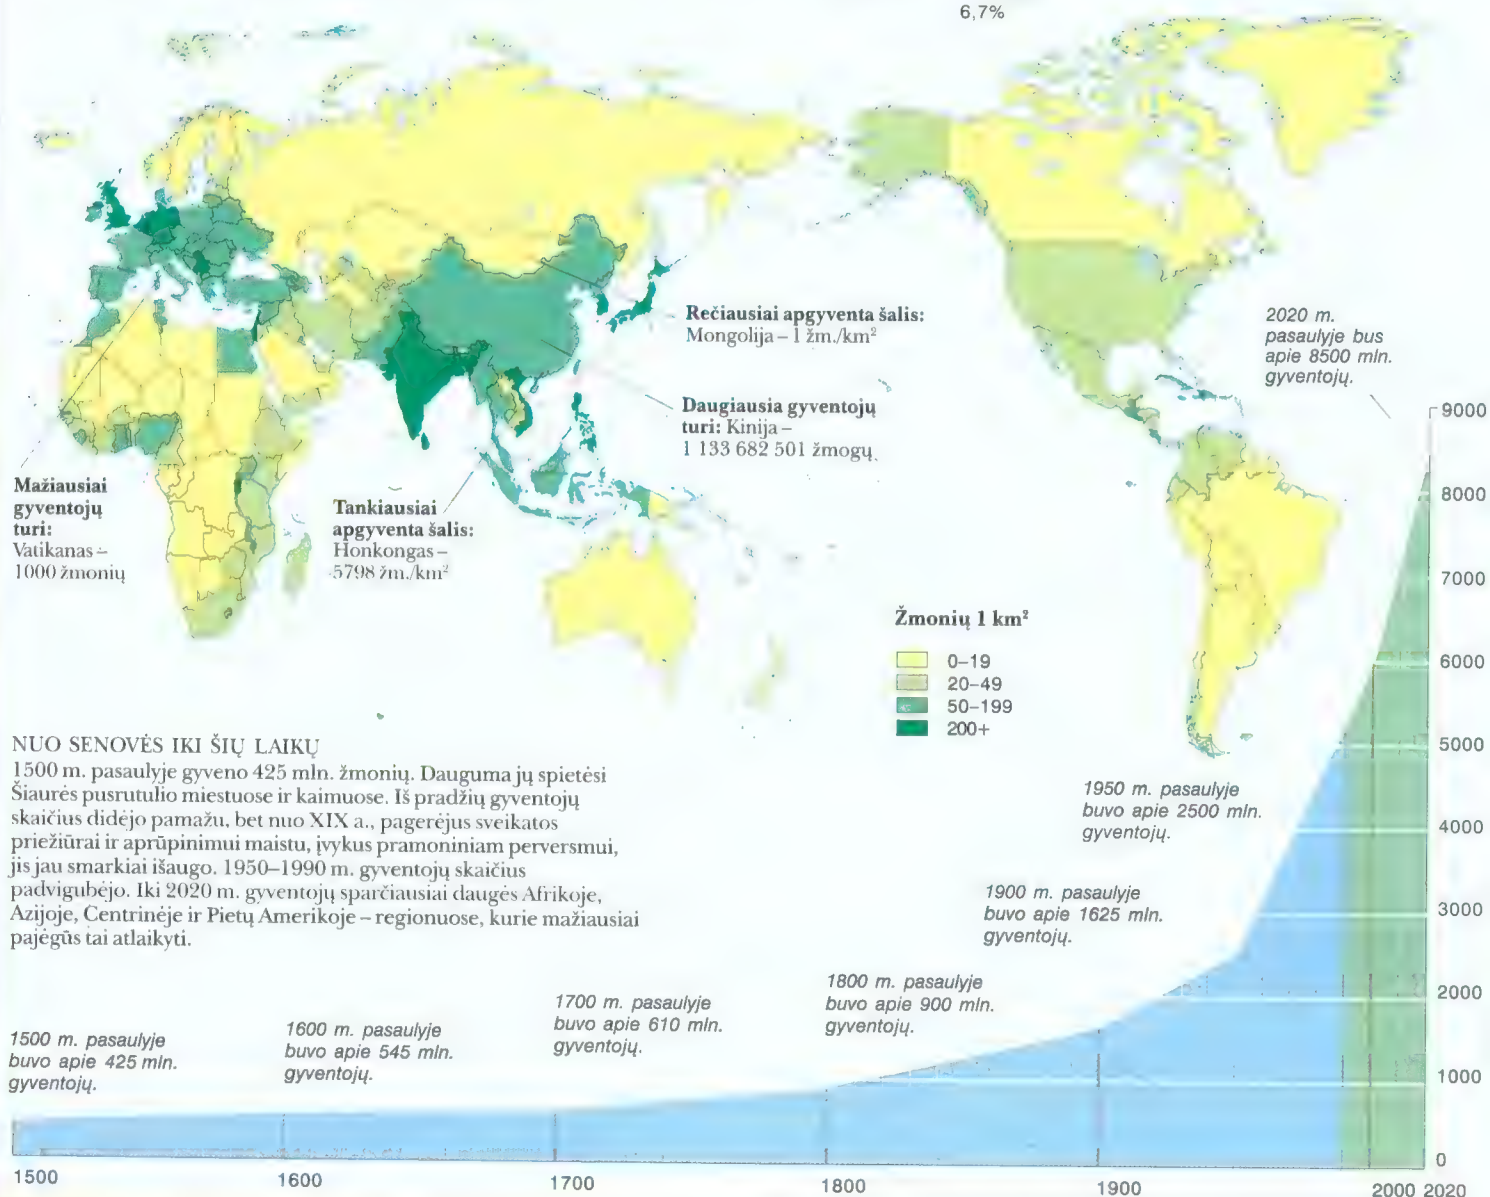 6,7%
Rečiausiai apgyventa šalis:
Mongolija – 1 žm./km²
Daugiausia gyventojų
turi: Kinija –
1 133 682 501 žmogų.
Mažiausiai
gyventojų
turi:
Vatikanas –
1000 žmonių
Tankiausiai
apgyventa šalis:
Honkongas –
5798 žm./km²
Žmonių 1 km²
0–19
20–49
50–199
200+
NUO SENOVĖS IKI ŠIŲ LAIKŲ
1500 m. pasaulyje gyveno 425 mln. žmonių. Dauguma jų spietėsi
Šiaurės pusrutulio miestuose ir kaimuose. Iš pradžių gyventojų
skaičius didėjo pamažu, bet nuo XIX a., pagerėjus sveikatos
priežiūrai ir aprūpinimui maistu, įvykus pramoniniam perversmui,
jis jau smarkiai išaugo. 1950–1990 m. gyventojų skaičius
padvigubėjo. Iki 2020 m. gyventojų sparčiausiai daugės Afrikoje,
Azijoje, Centrinėje ir Pietų Amerikoje – regionuose, kurie mažiausiai
pajėgūs tai atlaikyti.
1500 m. pasaulyje
buvo apie 425 mln.
gyventojų.
1600 m. pasaulyje
buvo apie 545 mln.
gyventojų.
1700 m. pasaulyje
buvo apie 610 mln.
gyventojų.
1800 m. pasaulyje
buvo apie 900 mln.
gyventojų.
1900 m. pasaulyje
buvo apie 1625 mln.
gyventojų.
1950 m. pasaulyje
buvo apie 2500 mln.
gyventojų.
2020 m.
pasaulyje bus
apie 8500 mln.
gyventojų.
9000
8000
7000
6000
5000
4000
3000
2000
1000
0
1500 1600 1700 1800 1900 2000 2020